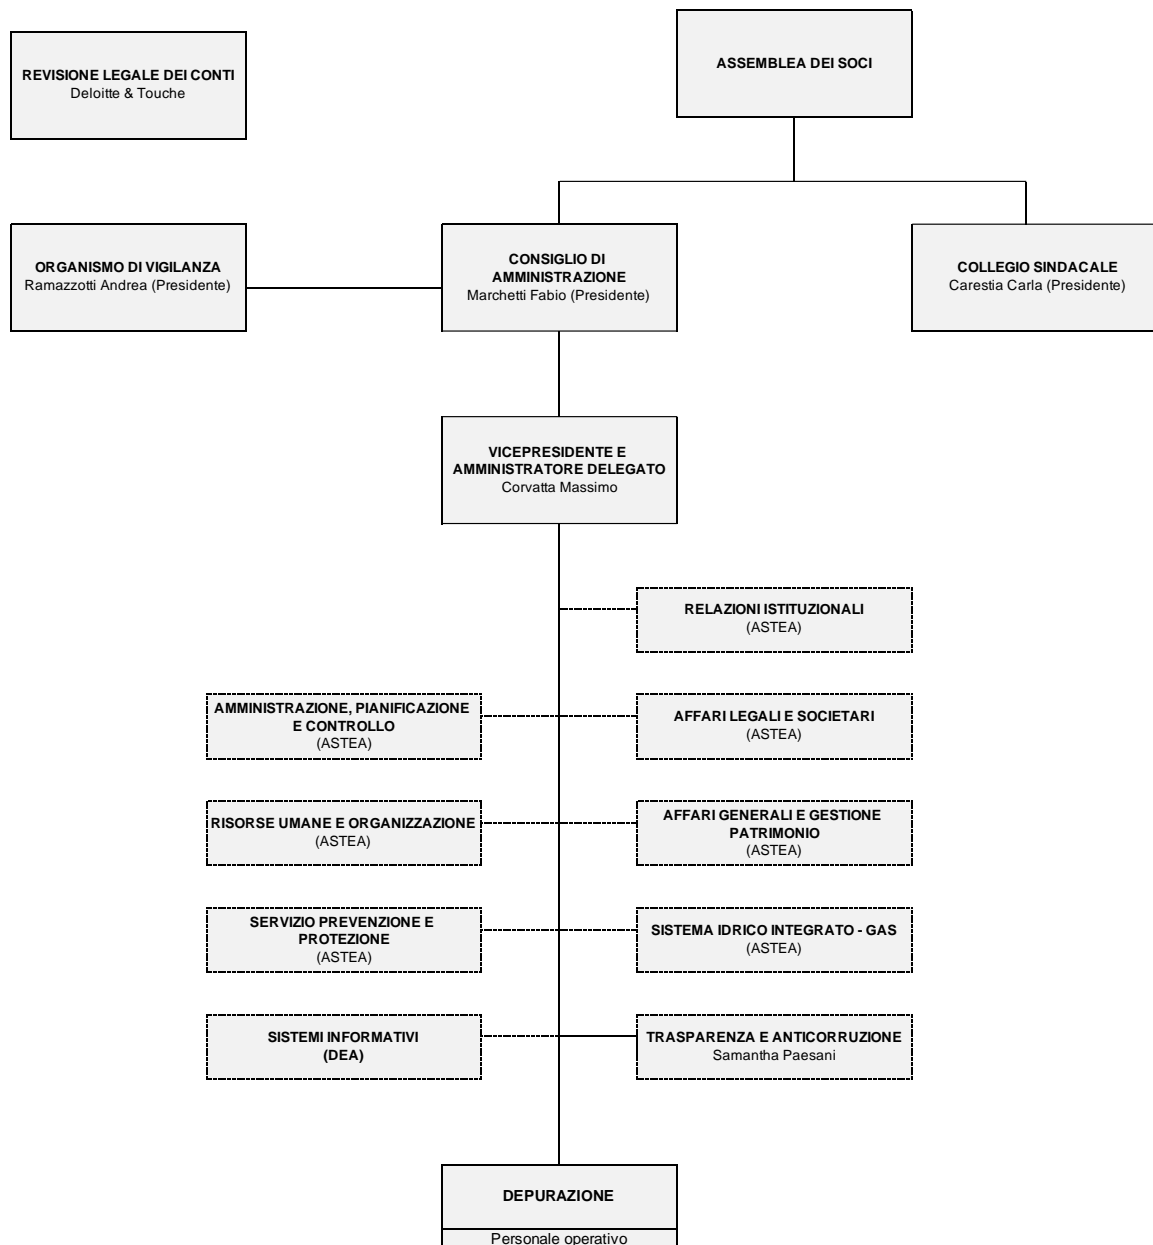 REVISIONE LEGALE DEI CONTI
Deloitte & Touche
ASSEMBLEA DEI SOCI
ORGANISMO DI VIGILANZA
Ramazzotti Andrea (Presidente)
CONSIGLIO DI
AMMINISTRAZIONE
Marchetti Fabio (Presidente)
COLLEGIO SINDACALE
Carestia Carla (Presidente)
VICEPRESIDENTE E
AMMINISTRATORE DELEGATO
Corvatta Massimo
RELAZIONI ISTITUZIONALI
(ASTEA)
AMMINISTRAZIONE, PIANIFICAZIONE
E CONTROLLO
(ASTEA)
AFFARI LEGALI E SOCIETARI
(ASTEA)
RISORSE UMANE E ORGANIZZAZIONE
(ASTEA)
AFFARI GENERALI E GESTIONE
PATRIMONIO
(ASTEA)
SERVIZIO PREVENZIONE E
PROTEZIONE
(ASTEA)
SISTEMA IDRICO INTEGRATO - GAS
(ASTEA)
SISTEMI INFORMATIVI
(DEA)
TRASPARENZA E ANTICORRUZIONE
Samantha Paesani
DEPURAZIONE
Personale operativo